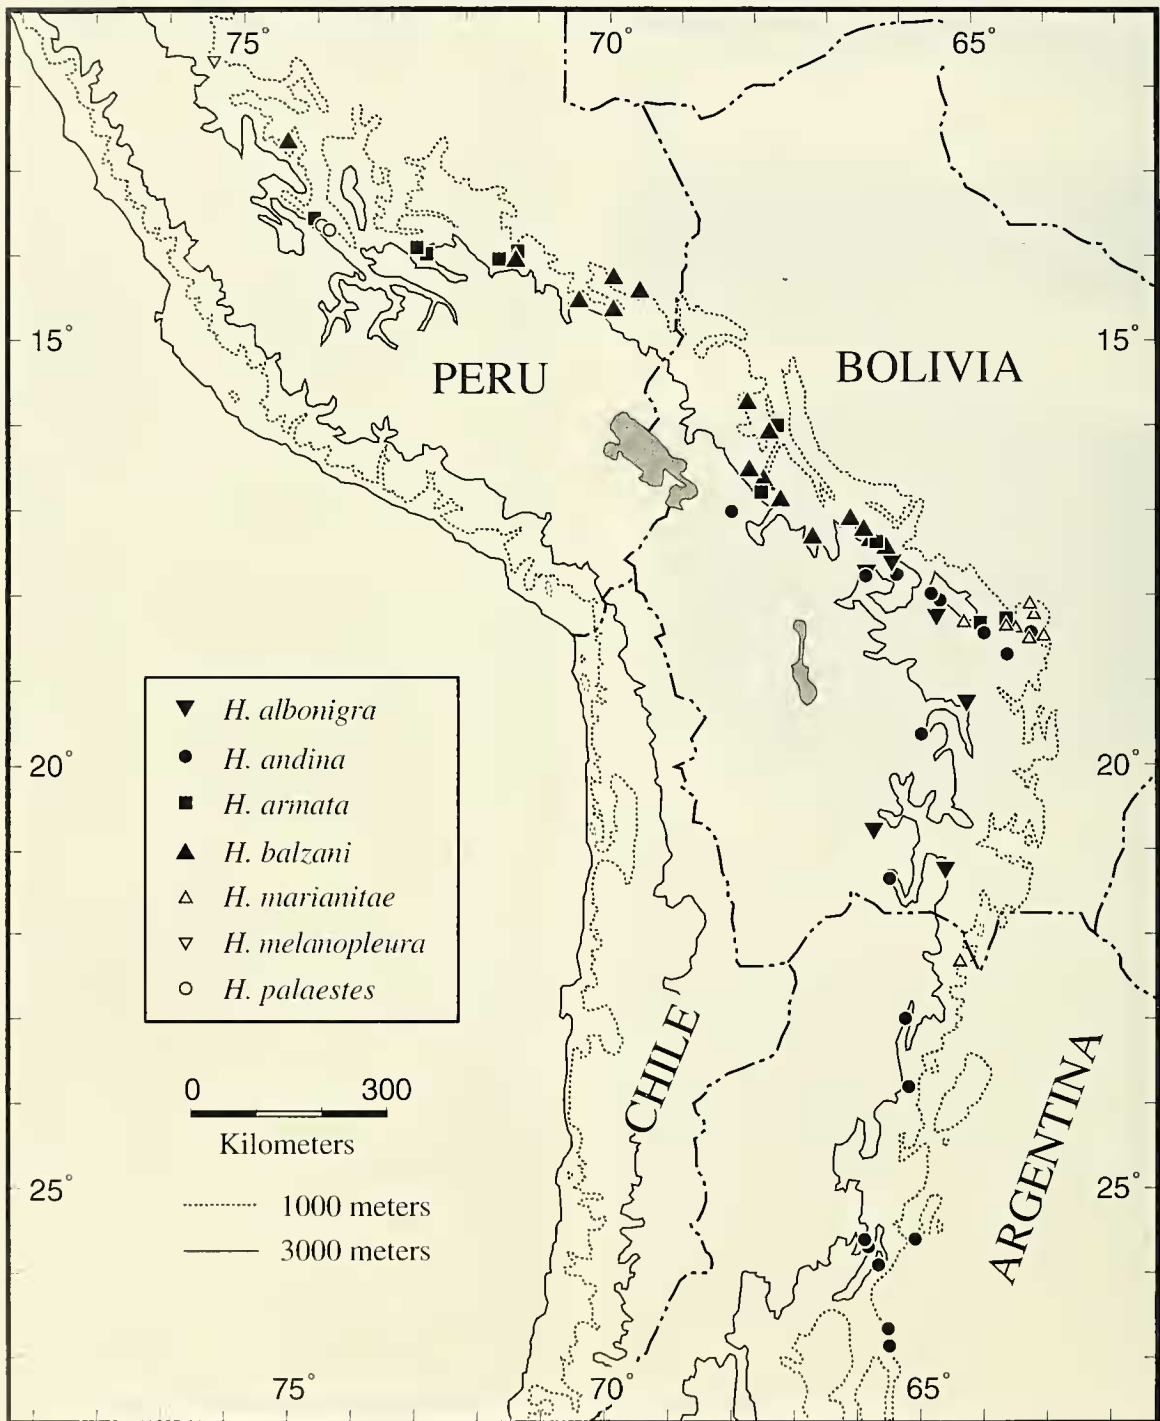 75° 70° 65°
15° PERU BOLIVIA 15°
H. albonigra
H. andina
20° 20°
H. armata
H. balzani
H. marianitae
H. melanopleura
H. palaestes
CHILE
ARGENTINA
0 300
Kilometers
25° 25°
1000 meters
3000 meters
75° 70° 65°